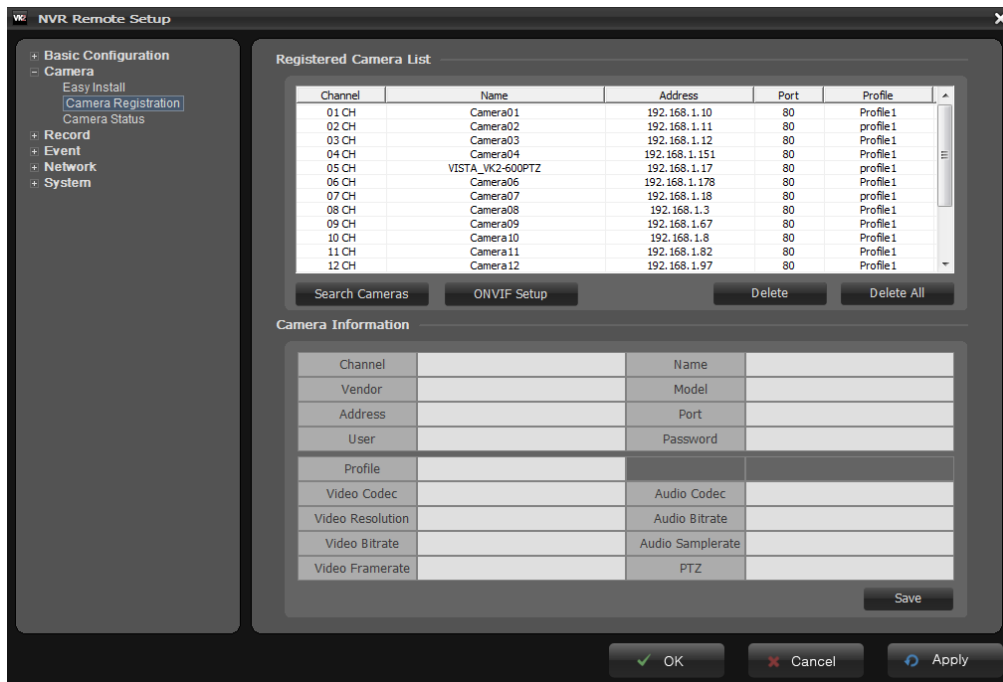 VK2 NVR Remote Setup
Basic Configuration
Camera
Easy Install
Camera Registration
Camera Status
Record
Event
Network
System
Registered Camera List
Channel Name Address Port Profile
01 CH Camera01 192.168.1.10 80 Profile1
02 CH Camera02 192.168.1.11 80 profile1
03 CH Camera03 192.168.1.12 80 Profile1
04 CH Camera04 192.168.1.151 80 Profile1
05 CH VISTA_VK2-600PTZ 192.168.1.17 80 profile1
06 CH Camera06 192.168.1.178 80 Profile1
07 CH Camera07 192.168.1.18 80 profile1
08 CH Camera08 192.168.1.3 80 Profile1
09 CH Camera09 192.168.1.67 80 Profile1
10 CH Camera10 192.168.1.8 80 Profile1
11 CH Camera11 192.168.1.82 80 Profile1
12 CH Camera12 192.168.1.97 80 Profile1
Search Cameras ONVIF Setup Delete Delete All
Camera Information
Channel Name
Vendor Model
Address Port
User Password
Profile
Video Codec Audio Codec
Video Resolution Audio Bitrate
Video Bitrate Audio Samplerate
Video Framerate PTZ
Save
OK Cancel Apply